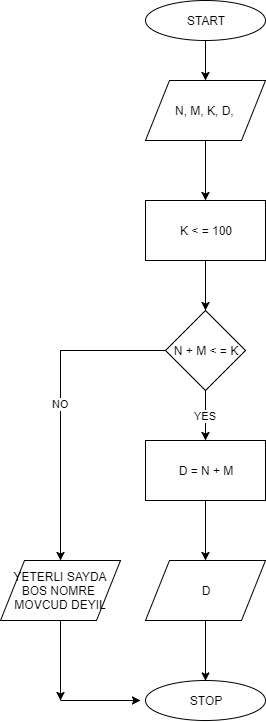 START
N, M, K, D,
K < = 100
N + M < = K
NO
YES
D = N + M
YETERLI SAYDA
BOS NOMRE
MOVCUD DEYIL
D
STOP